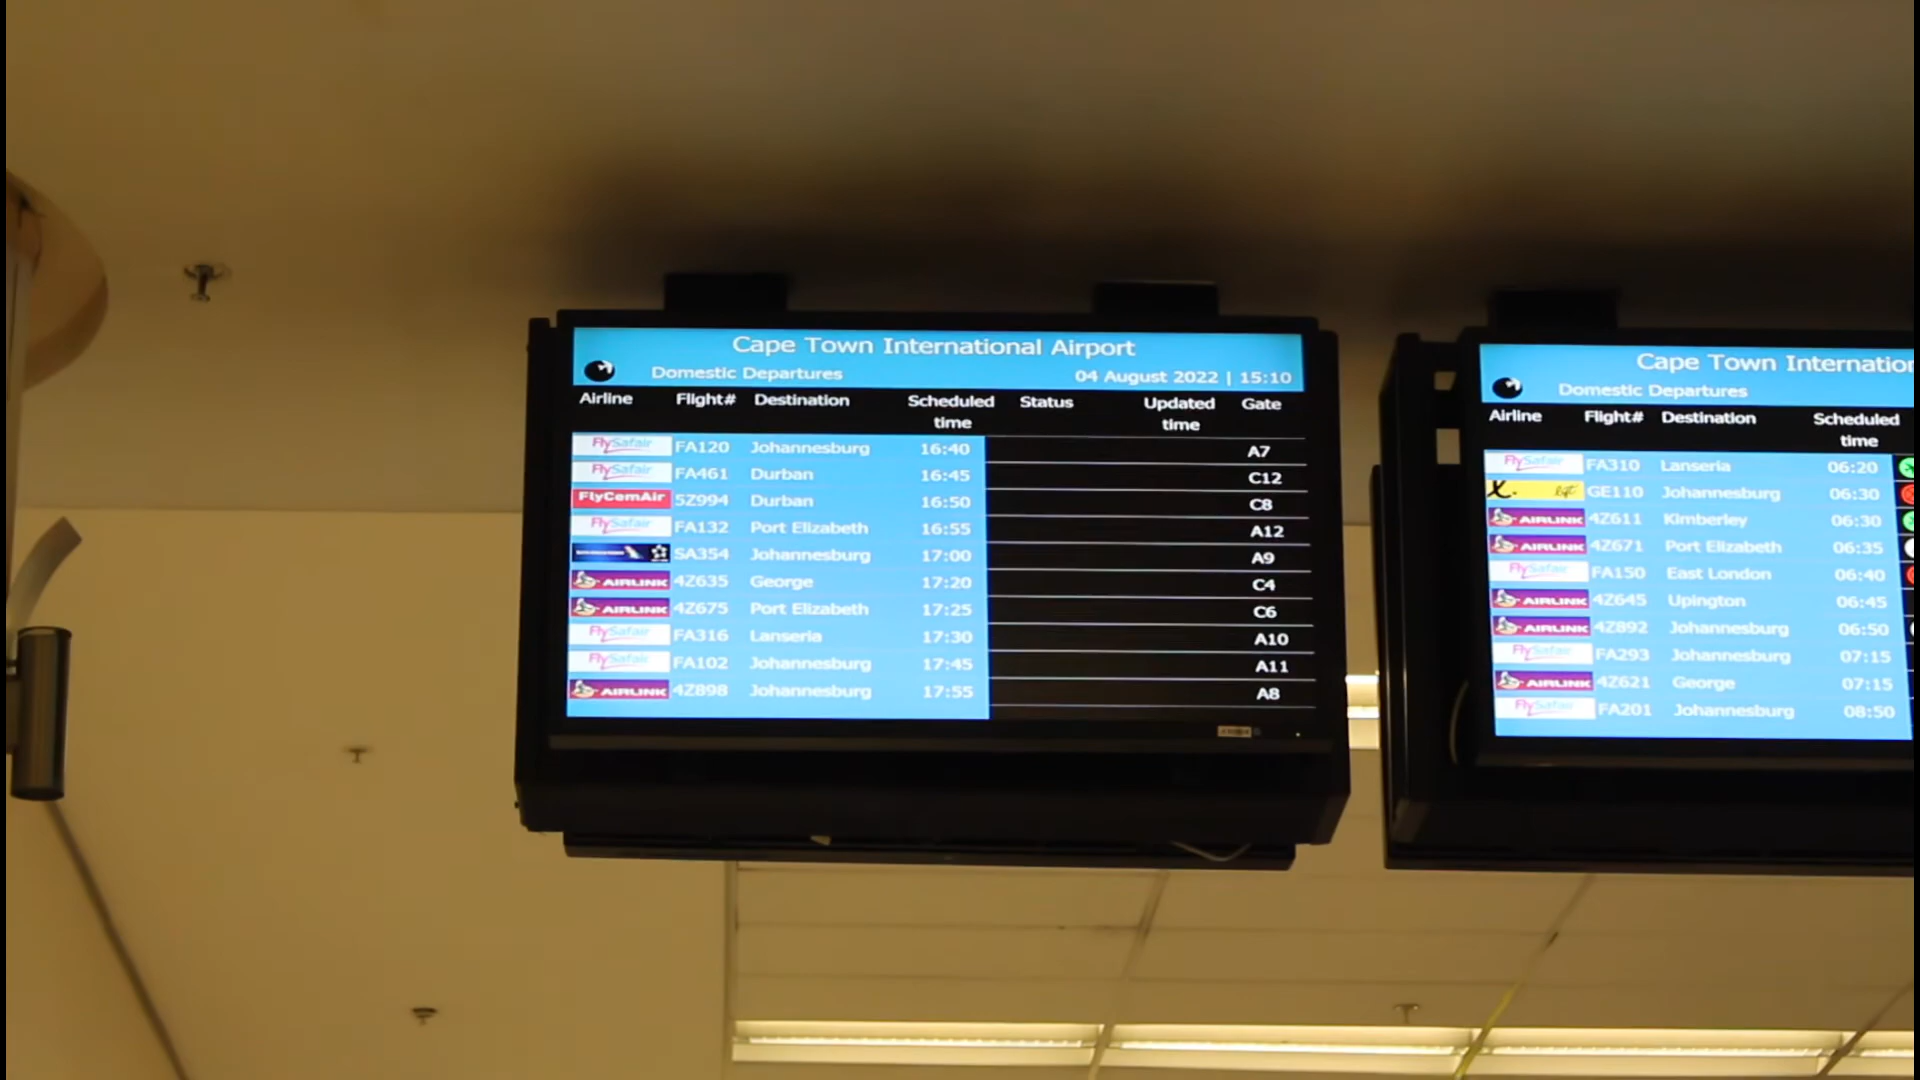 Cape Town International Airport
Domestic Departures 04 August 2022 | 15:10
Airline Flight# Destination Scheduled time Status Updated time Gate
FlySafair FA120 Johannesburg 16:40 A7
FlySafair FA461 Durban 16:45 C12
FlyCemAir 5Z994 Durban 16:50 C8
FlySafair FA132 Port Elizabeth 16:55 A12
SA354 Johannesburg 17:00 A9
AIRLINK 4Z635 George 17:20 C4
AIRLINK 4Z675 Port Elizabeth 17:25 C6
FlySafair FA316 Lanseria 17:30 A10
FlySafair FA102 Johannesburg 17:45 A11
AIRLINK 4Z898 Johannesburg 17:55 A8
Cape Town Internatio
Domestic Departures
Airline Flight# Destination Scheduled time
FlySafair FA310 Lanseria 06:20
lift GE110 Johannesburg 06:30
AIRLINK 4Z611 Kimberley 06:30
AIRLINK 4Z671 Port Elizabeth 06:35
FlySafair FA150 East London 06:40
AIRLINK 4Z645 Upington 06:45
AIRLINK 4Z892 Johannesburg 06:50
FlySafair FA293 Johannesburg 07:15
AIRLINK 4Z621 George 07:15
FlySafair FA201 Johannesburg 08:50